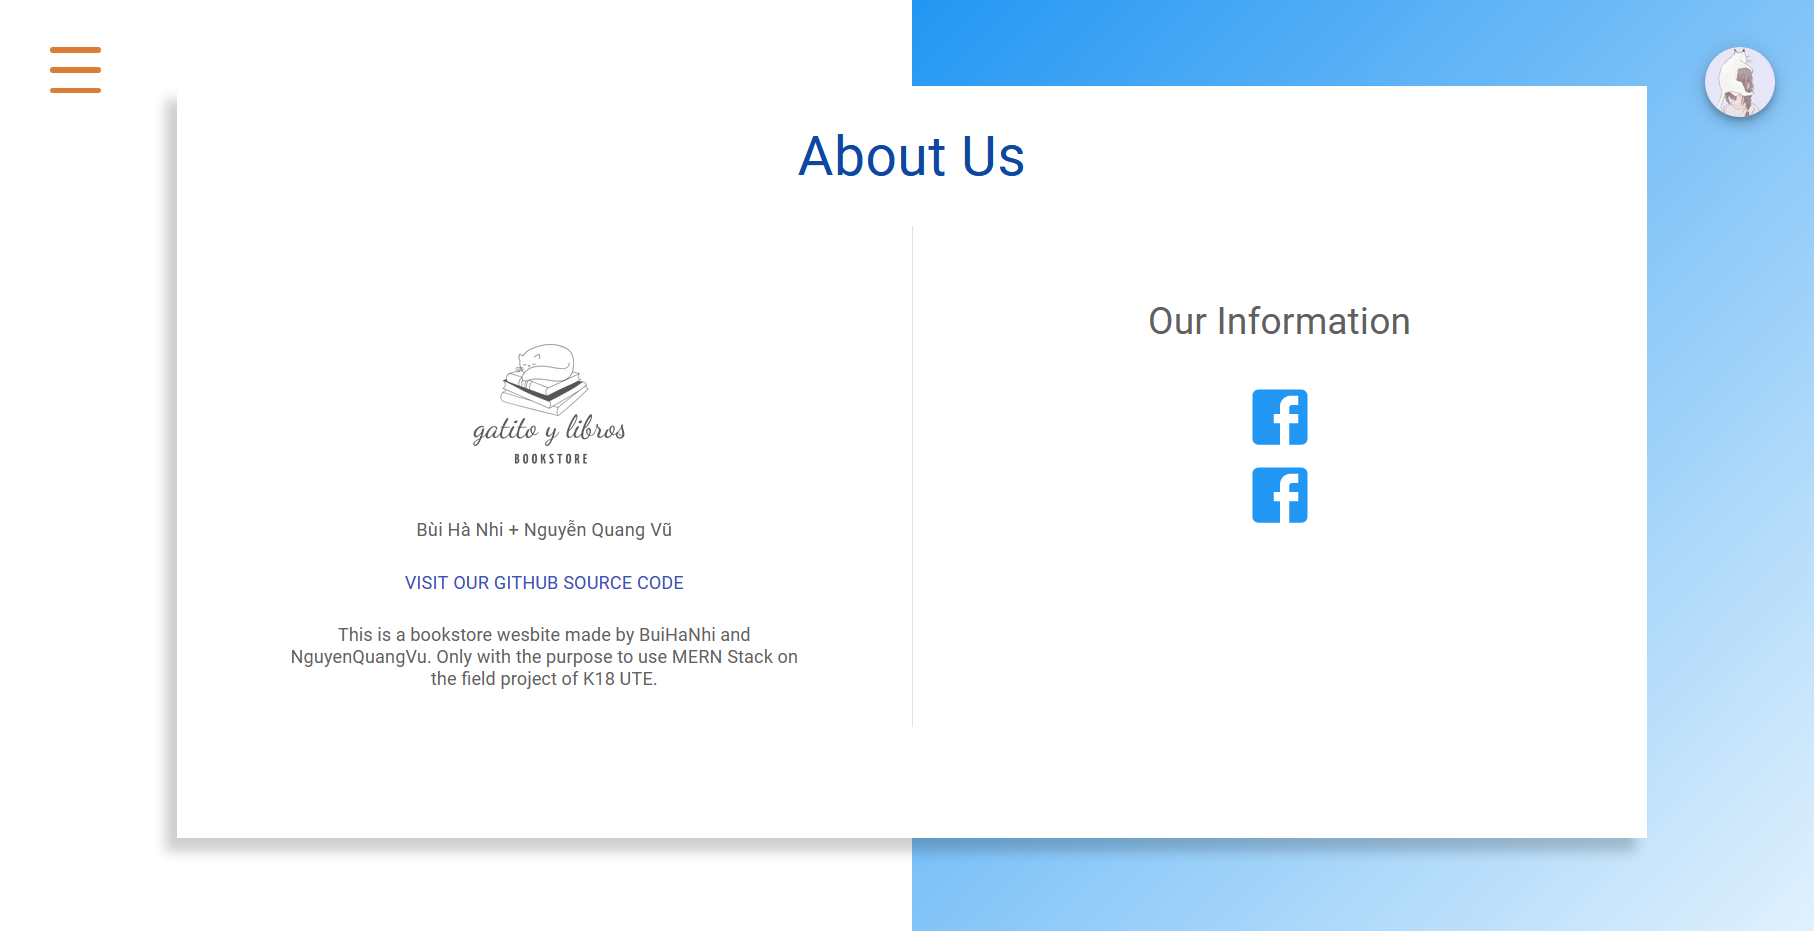 About Us
gatito y libros
BOOKSTORE
Bùi Hà Nhi + Nguyễn Quang Vũ
VISIT OUR GITHUB SOURCE CODE
This is a bookstore wesbite made by BuiHaNhi and
NguyenQuangVu. Only with the purpose to use MERN Stack on
the field project of K18 UTE.
Our Information